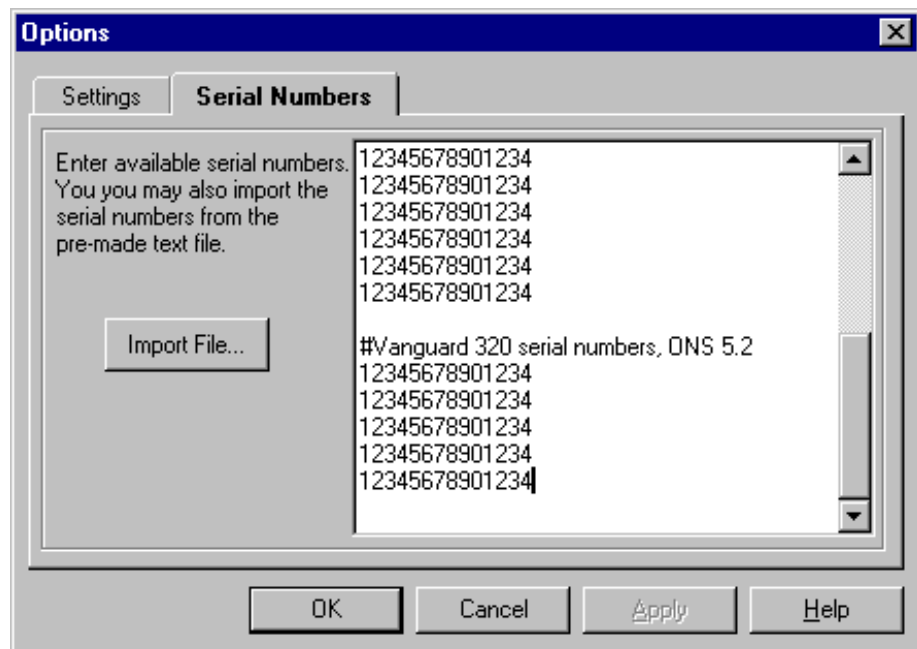 Options
Settings
Serial Numbers
Enter available serial numbers.
You you may also import the
serial numbers from the
pre-made text file.
Import File...
12345678901234
12345678901234
12345678901234
12345678901234
12345678901234
12345678901234
#Vanguard 320 serial numbers, ONS 5.2
12345678901234
12345678901234
12345678901234
12345678901234
12345678901234
OK
Cancel
Apply
Help